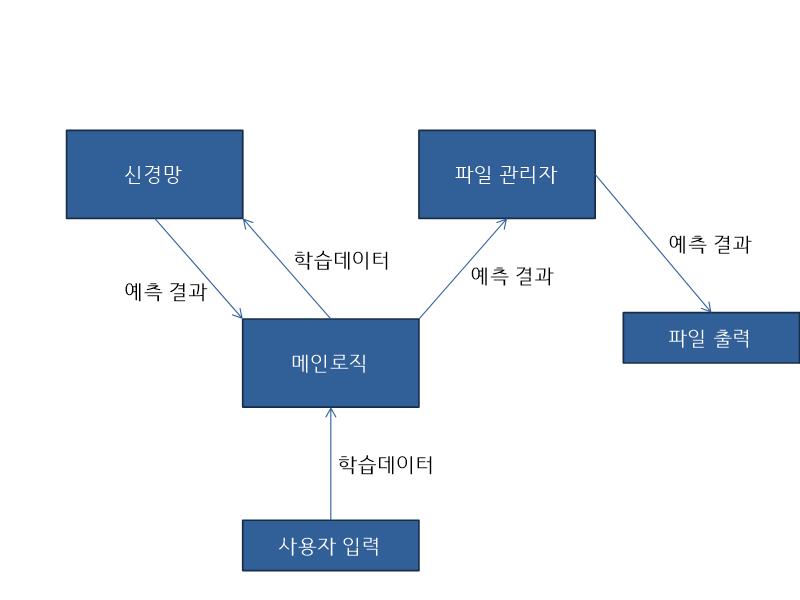 신경망
파일 관리자
예측 결과
학습데이터
예측 결과
예측 결과
메인로직
파일 출력
학습데이터
사용자 입력